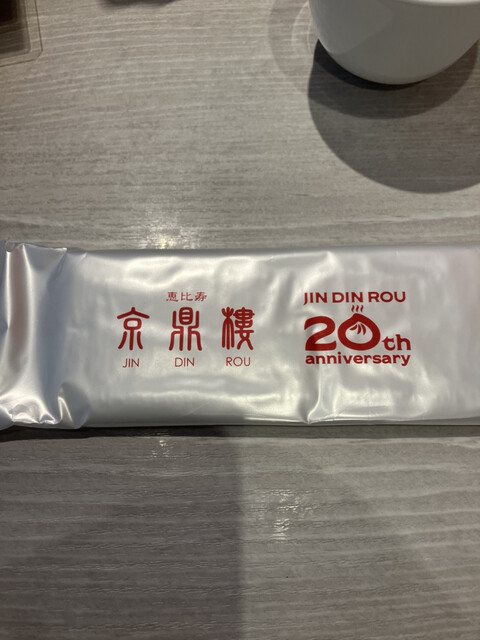 恵比寿
京鼎樓
JIN DIN ROU
JIN DIN ROU
20th
anniversary